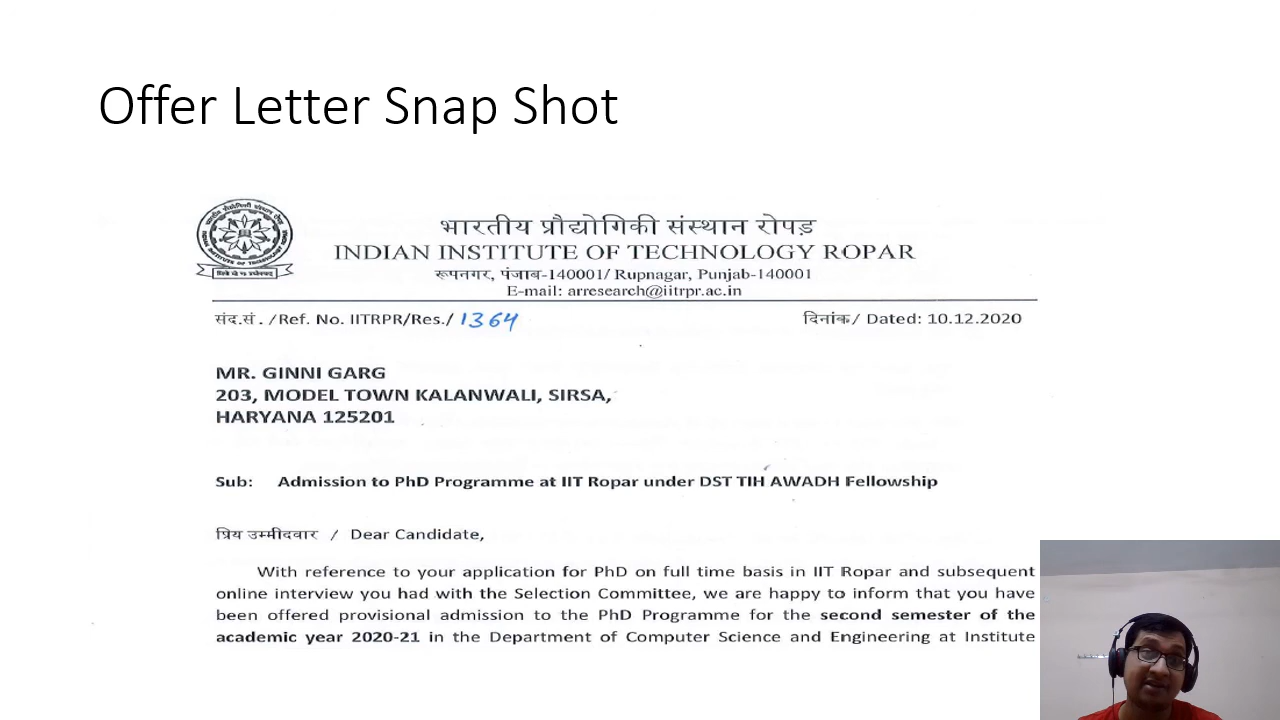 Offer Letter Snap Shot
भारतीय प्रौद्योगिकी संस्थान रोपड़
INDIAN INSTITUTE OF TECHNOLOGY ROPAR
रूपनगर, पंजाब-140001/ Rupnagar, Punjab-140001
E-mail: arresearch@iitrpr.ac.in
संद.सं. /Ref. No. IITRPR/Res./ 1364
दिनांक/ Dated: 10.12.2020
MR. GINNI GARG
203, MODEL TOWN KALANWALI, SIRSA,
HARYANA 125201
Sub: Admission to PhD Programme at IIT Ropar under DST TIH AWADH Fellowship
प्रिय उम्मीदवार / Dear Candidate,
With reference to your application for PhD on full time basis in IIT Ropar and subsequent
online interview you had with the Selection Committee, we are happy to inform that you have
been offered provisional admission to the PhD Programme for the second semester of the
academic year 2020-21 in the Department of Computer Science and Engineering at Institute